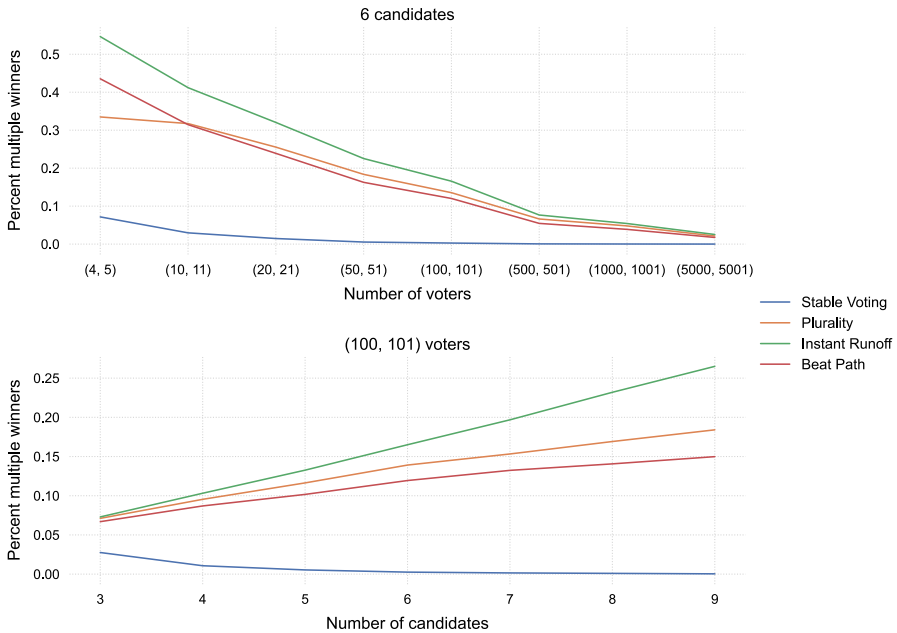 6 candidates
Percent multiple winners
0.5
0.4
0.3
0.2
0.1
0.0
(4, 5) (10, 11) (20, 21) (50, 51) (100, 101) (500, 501) (1000, 1001) (5000, 5001)
Number of voters
Stable Voting
Plurality
Instant Runoff
Beat Path
(100, 101) voters
Percent multiple winners
0.25
0.20
0.15
0.10
0.05
0.00
3 4 5 6 7 8 9
Number of candidates